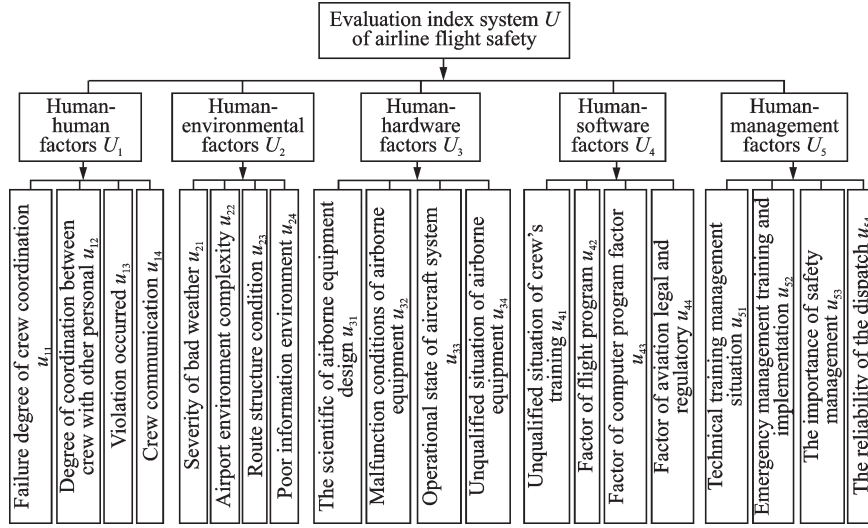 Evaluation index system U
of airline flight safety
Human-
human
factors U₁
Human-
environmental
factors U₂
Human-
hardware
factors U₃
Human-
software
factors U₄
Human-
management
factors U₅
Failure degree of crew coordination
u₁₁
Degree of coordination between
crew with other personal u₁₂
Violation occurred u₁₃
Crew communication u₁₄
Severity of bad weather u₂₁
Airport environment complexity u₂₂
Route structure condition u₂₃
Poor information environment u₂₄
The scientific of airborne equipment
design u₃₁
Malfunction conditions of airborne
equipment u₃₂
Operational state of aircraft system
u₃₃
Unqualified situation of airborne
equipment u₃₄
Unqualified situation of crew's
training u₄₁
Factor of flight program u₄₂
Factor of computer program factor
u₄₃
Factor of aviation legal and
regulatory u₄₄
Technical training management
situation u₅₁
Emergency management training and
implementation u₅₂
The importance of safety
management u₅₃
The reliability of the dispatch u₅₄